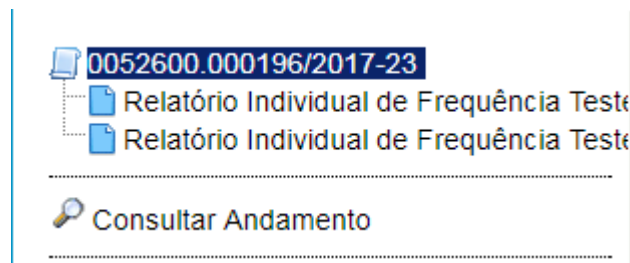 0052600.000196/2017-23
Relatório Individual de Frequência Teste
Relatório Individual de Frequência Teste
Consultar Andamento